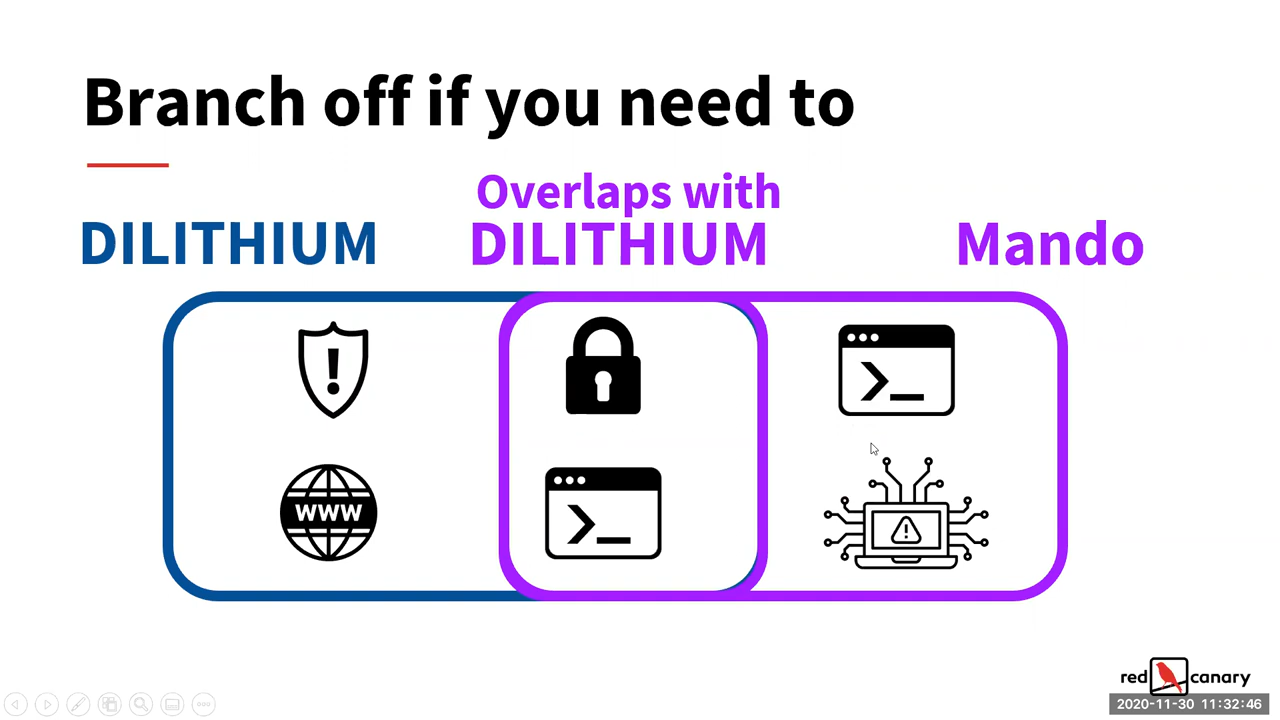 Branch off if you need to
Overlaps with
DILITHIUM
DILITHIUM
Mando
www
red canary
2020-11-30 11:32:46